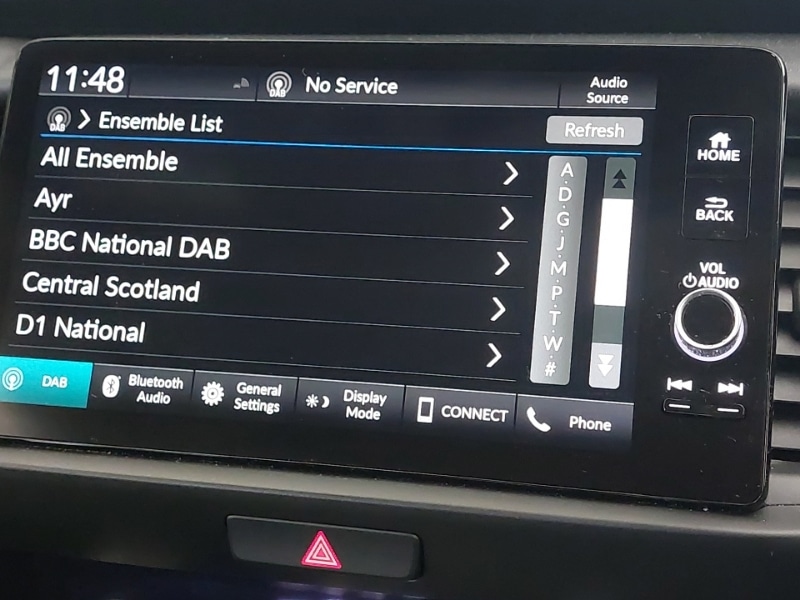 11:48
DAB
No Service
Audio
Source
DAB
Ensemble List
Refresh
All Ensemble
Ayr
BBC National DAB
Central Scotland
D1 National
A
D
G
J
M
P
T
W
#
HOME
BACK
VOL
AUDIO
DAB
Bluetooth
Audio
General
Settings
Display
Mode
CONNECT
Phone